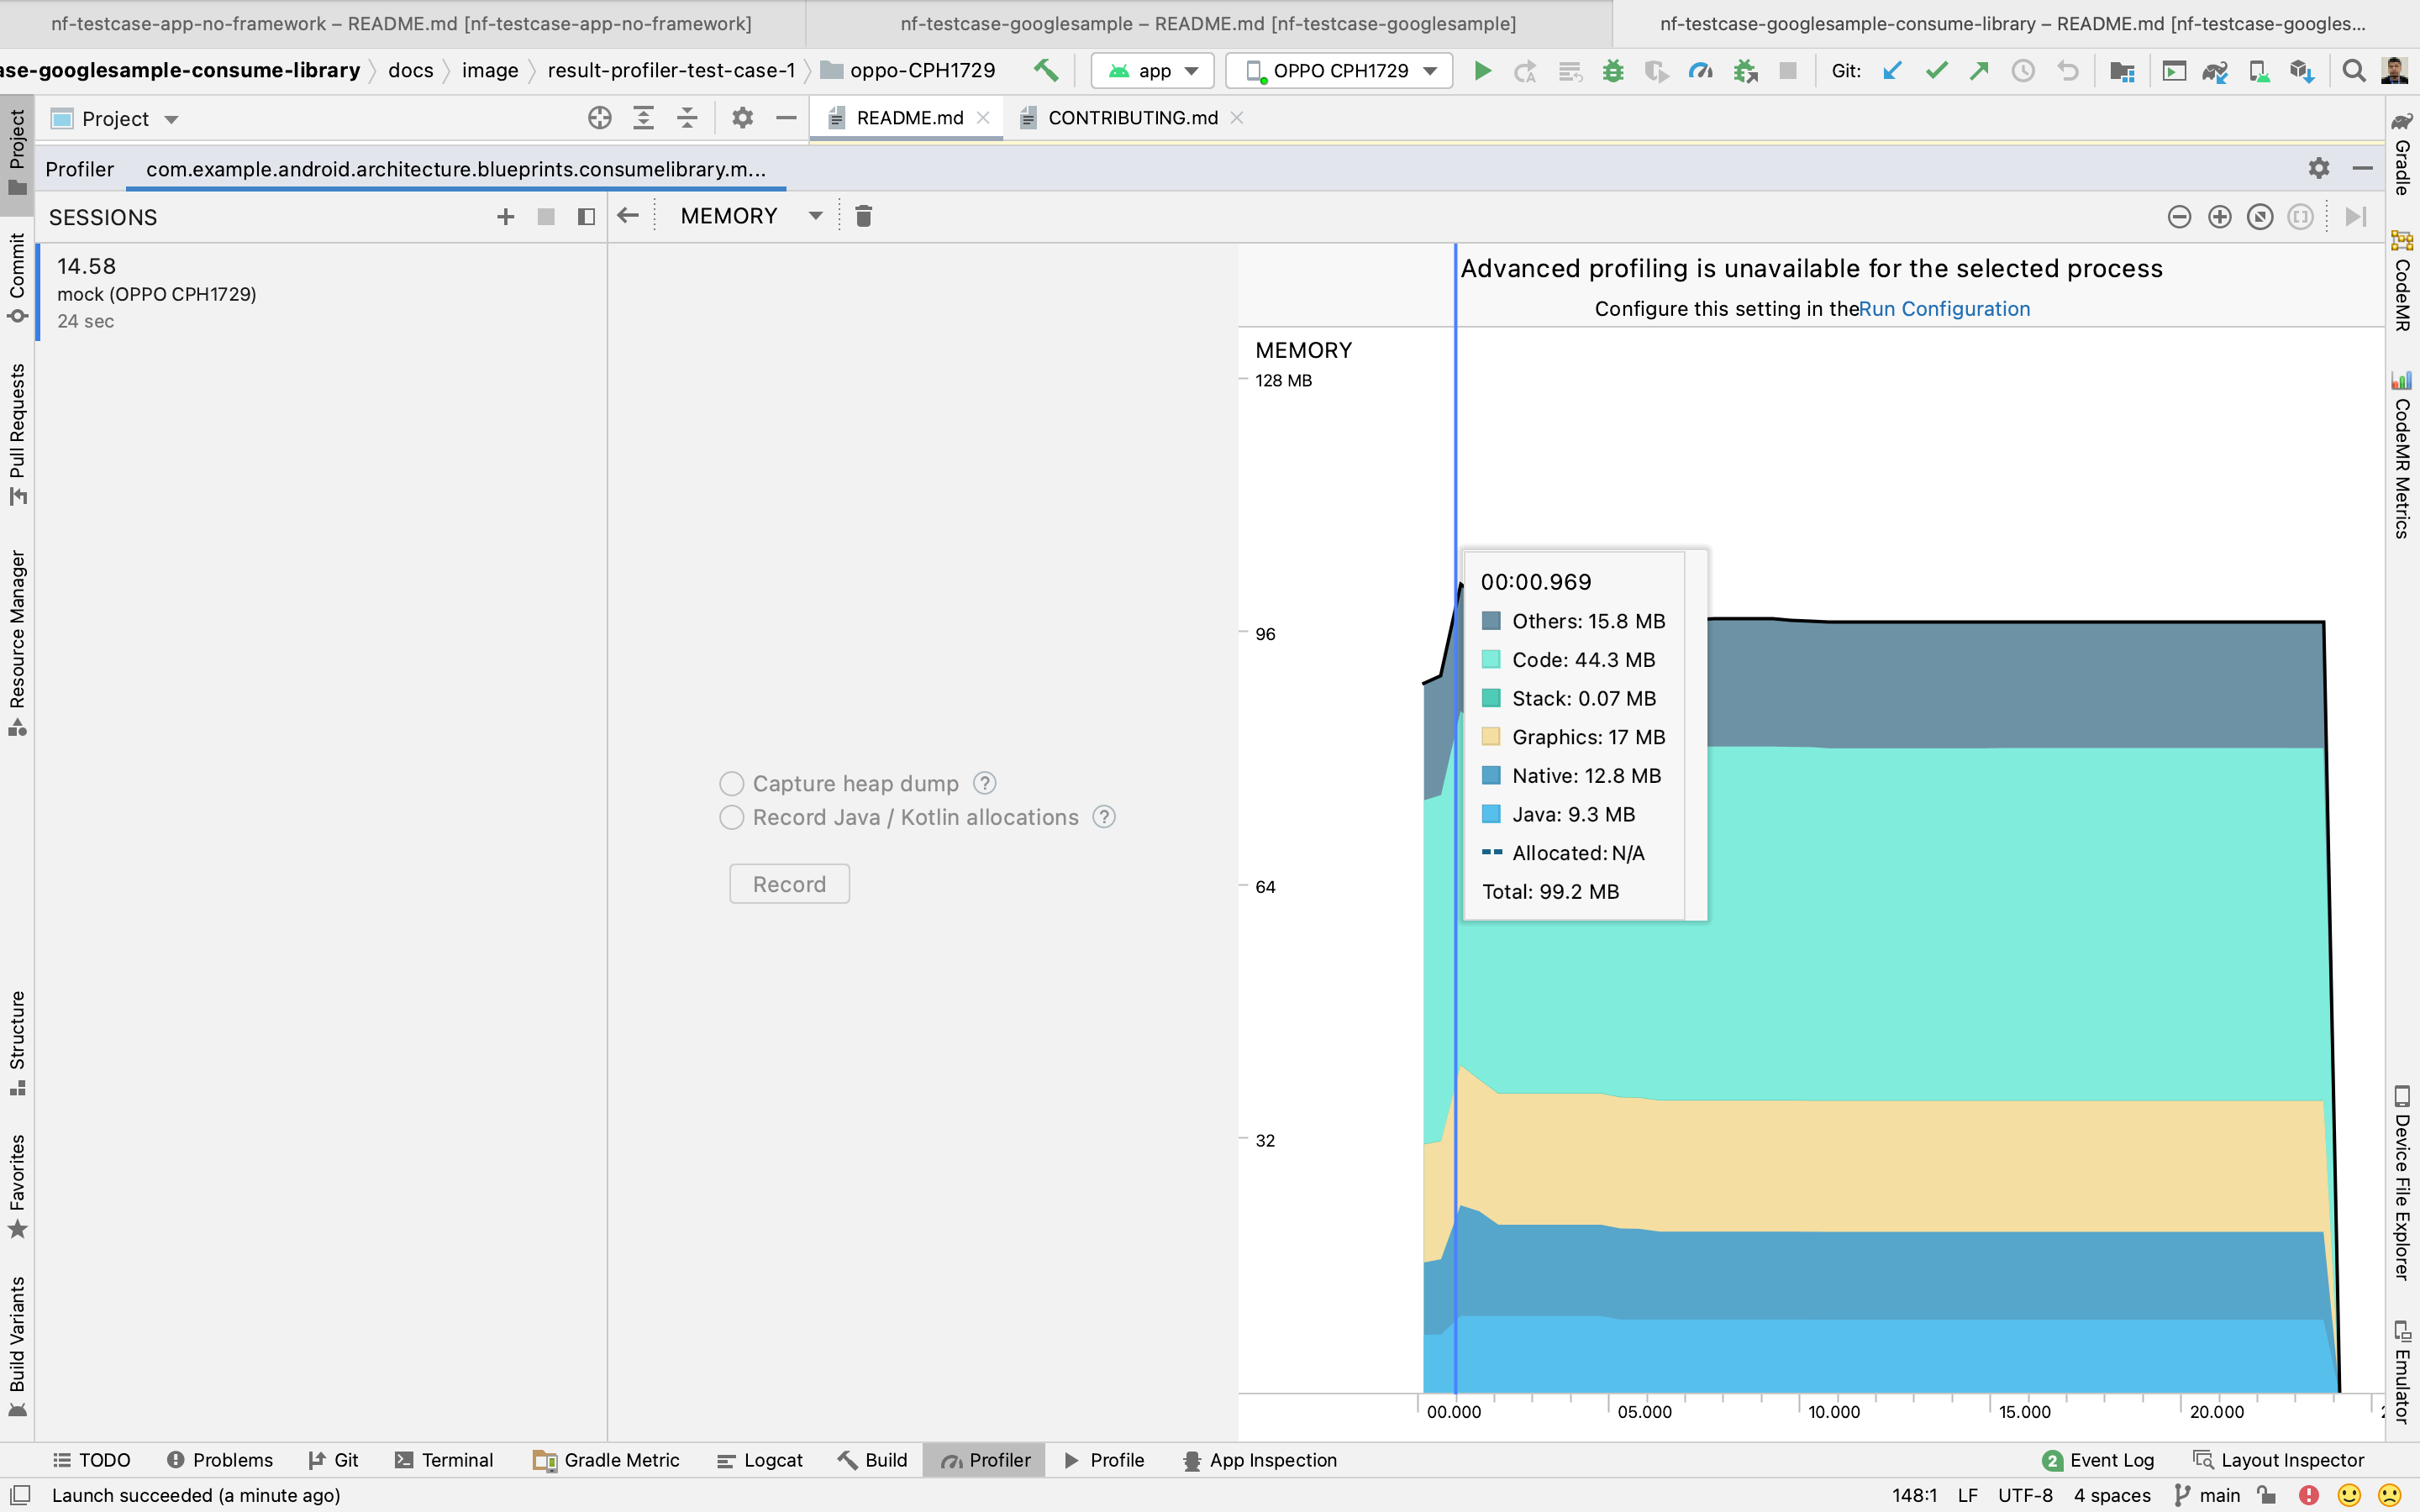 nf-testcase-app-no-framework – README.md [nf-testcase-app-no-framework]
nf-testcase-googlesample – README.md [nf-testcase-googlesample]
nf-testcase-googlesample-consume-library – README.md [nf-testcase-googles...
ase-googlesample-consume-library
docs
image
result-profiler-test-case-1
oppo-CPH1729
app
OPPO CPH1729
Git:
Project
README.md
CONTRIBUTING.md
Profiler
com.example.android.architecture.blueprints.consumelibrary.m...
SESSIONS
MEMORY
14.58
mock (OPPO CPH1729)
24 sec
Advanced profiling is unavailable for the selected process
Configure this setting in theRun Configuration
MEMORY
128 MB
96
64
32
00:00.969
Others: 15.8 MB
Code: 44.3 MB
Stack: 0.07 MB
Graphics: 17 MB
Native: 12.8 MB
Java: 9.3 MB
Allocated: N/A
Total: 99.2 MB
Capture heap dump ?
Record Java / Kotlin allocations ?
Record
00.000
05.000
10.000
15.000
20.000
Project
Commit
Pull Requests
Resource Manager
Structure
Favorites
Build Variants
Gradle
CodeMR
CodeMR Metrics
Device File Explorer
Emulator
TODO
Problems
Git
Terminal
Gradle Metric
Logcat
Build
Profiler
Profile
App Inspection
2 Event Log
Layout Inspector
Launch succeeded (a minute ago)
148:1
LF
UTF-8
4 spaces
main